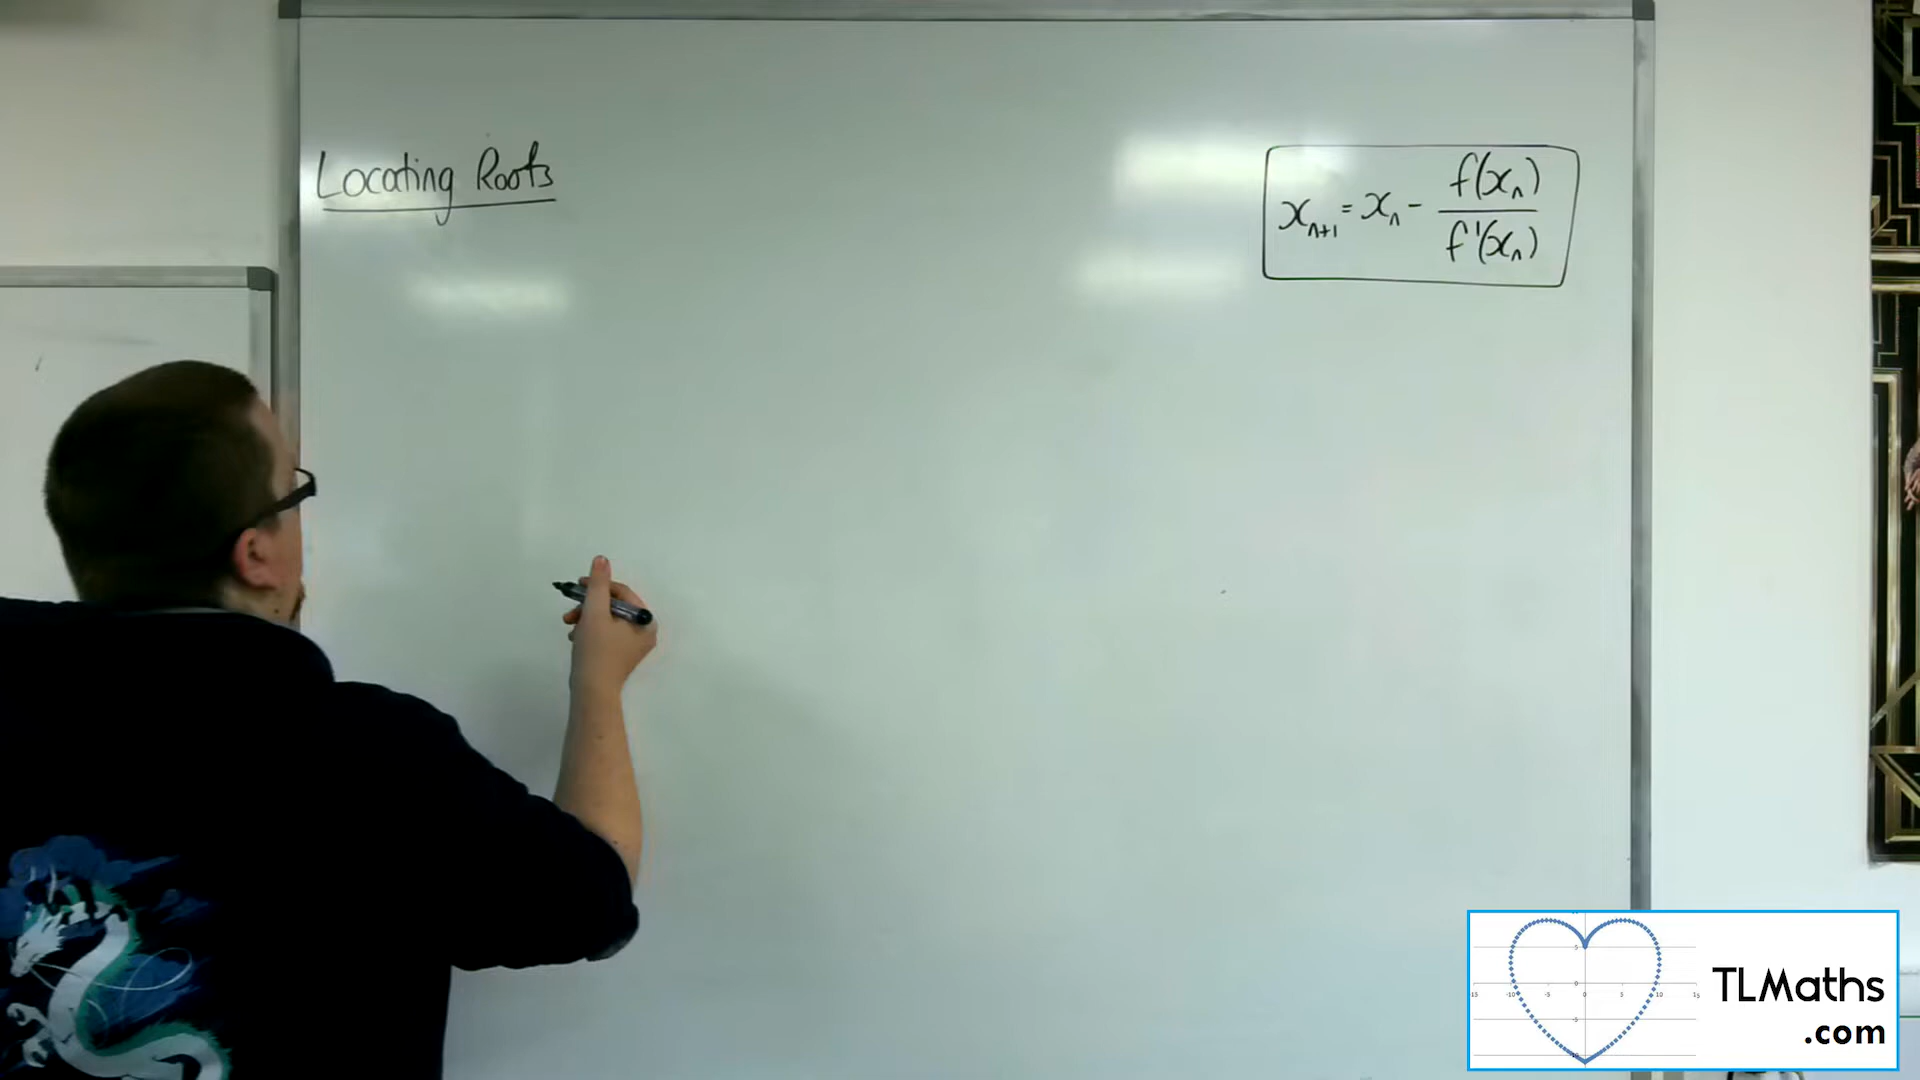 Locating Roots
xₙ₊₁ = xₙ - f(xₙ) / f'(xₙ)
TLMaths
.com